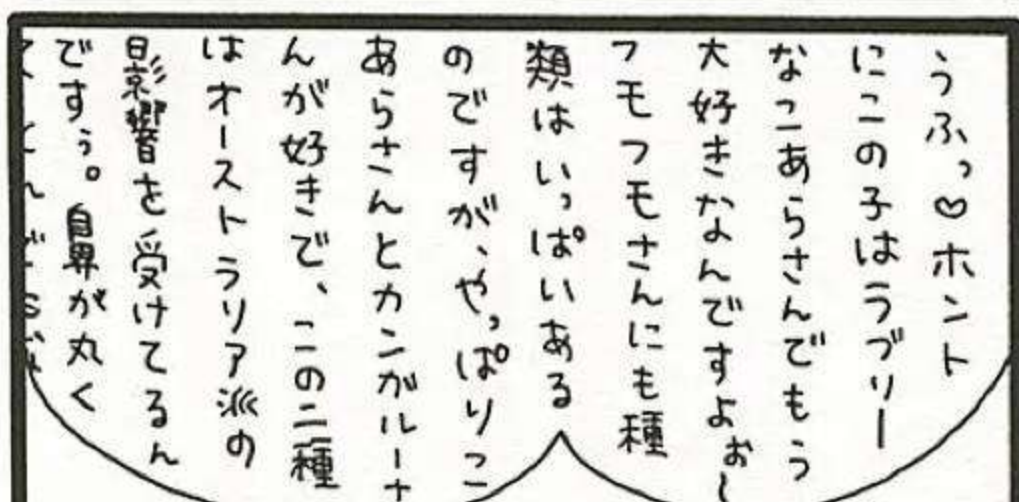 うふっ♡ホント
にこの子はラブリー
なこあらさんでもう
大好きなんですよぉ〜
フモフモさんにも種
類はいっぱいある
のですが、やっぱりこ
あらさんとカンガルーさ
んが好きで、この二種
はオーストラリア派の
影響を受けてるん
ですぅ。鼻が丸く